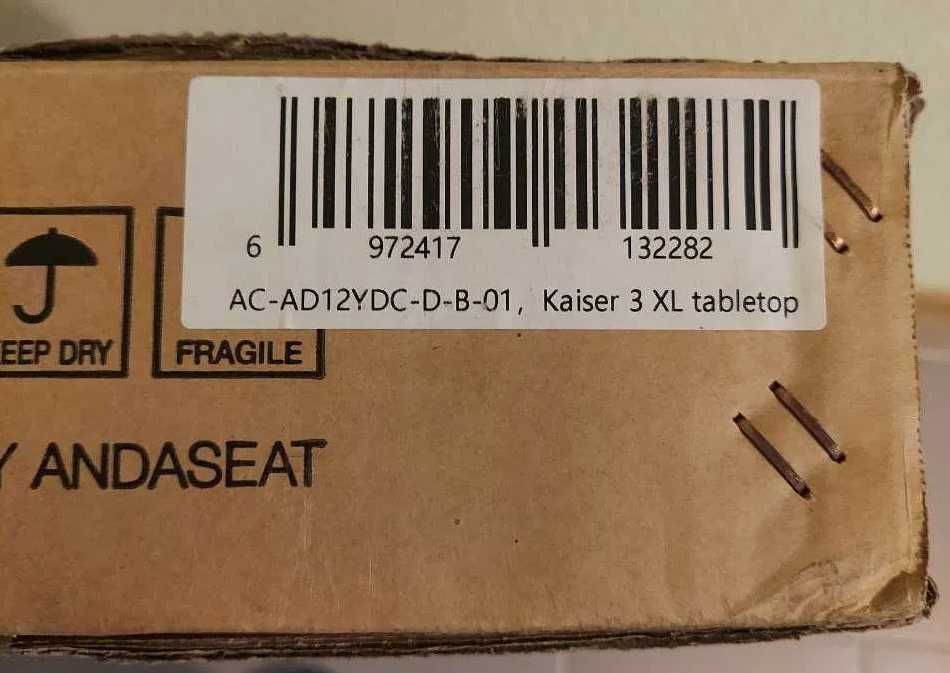 6 972417 132282
AC-AD12YDC-D-B-01, Kaiser 3 XL tabletop
EEP DRY
FRAGILE
Y ANDASEAT